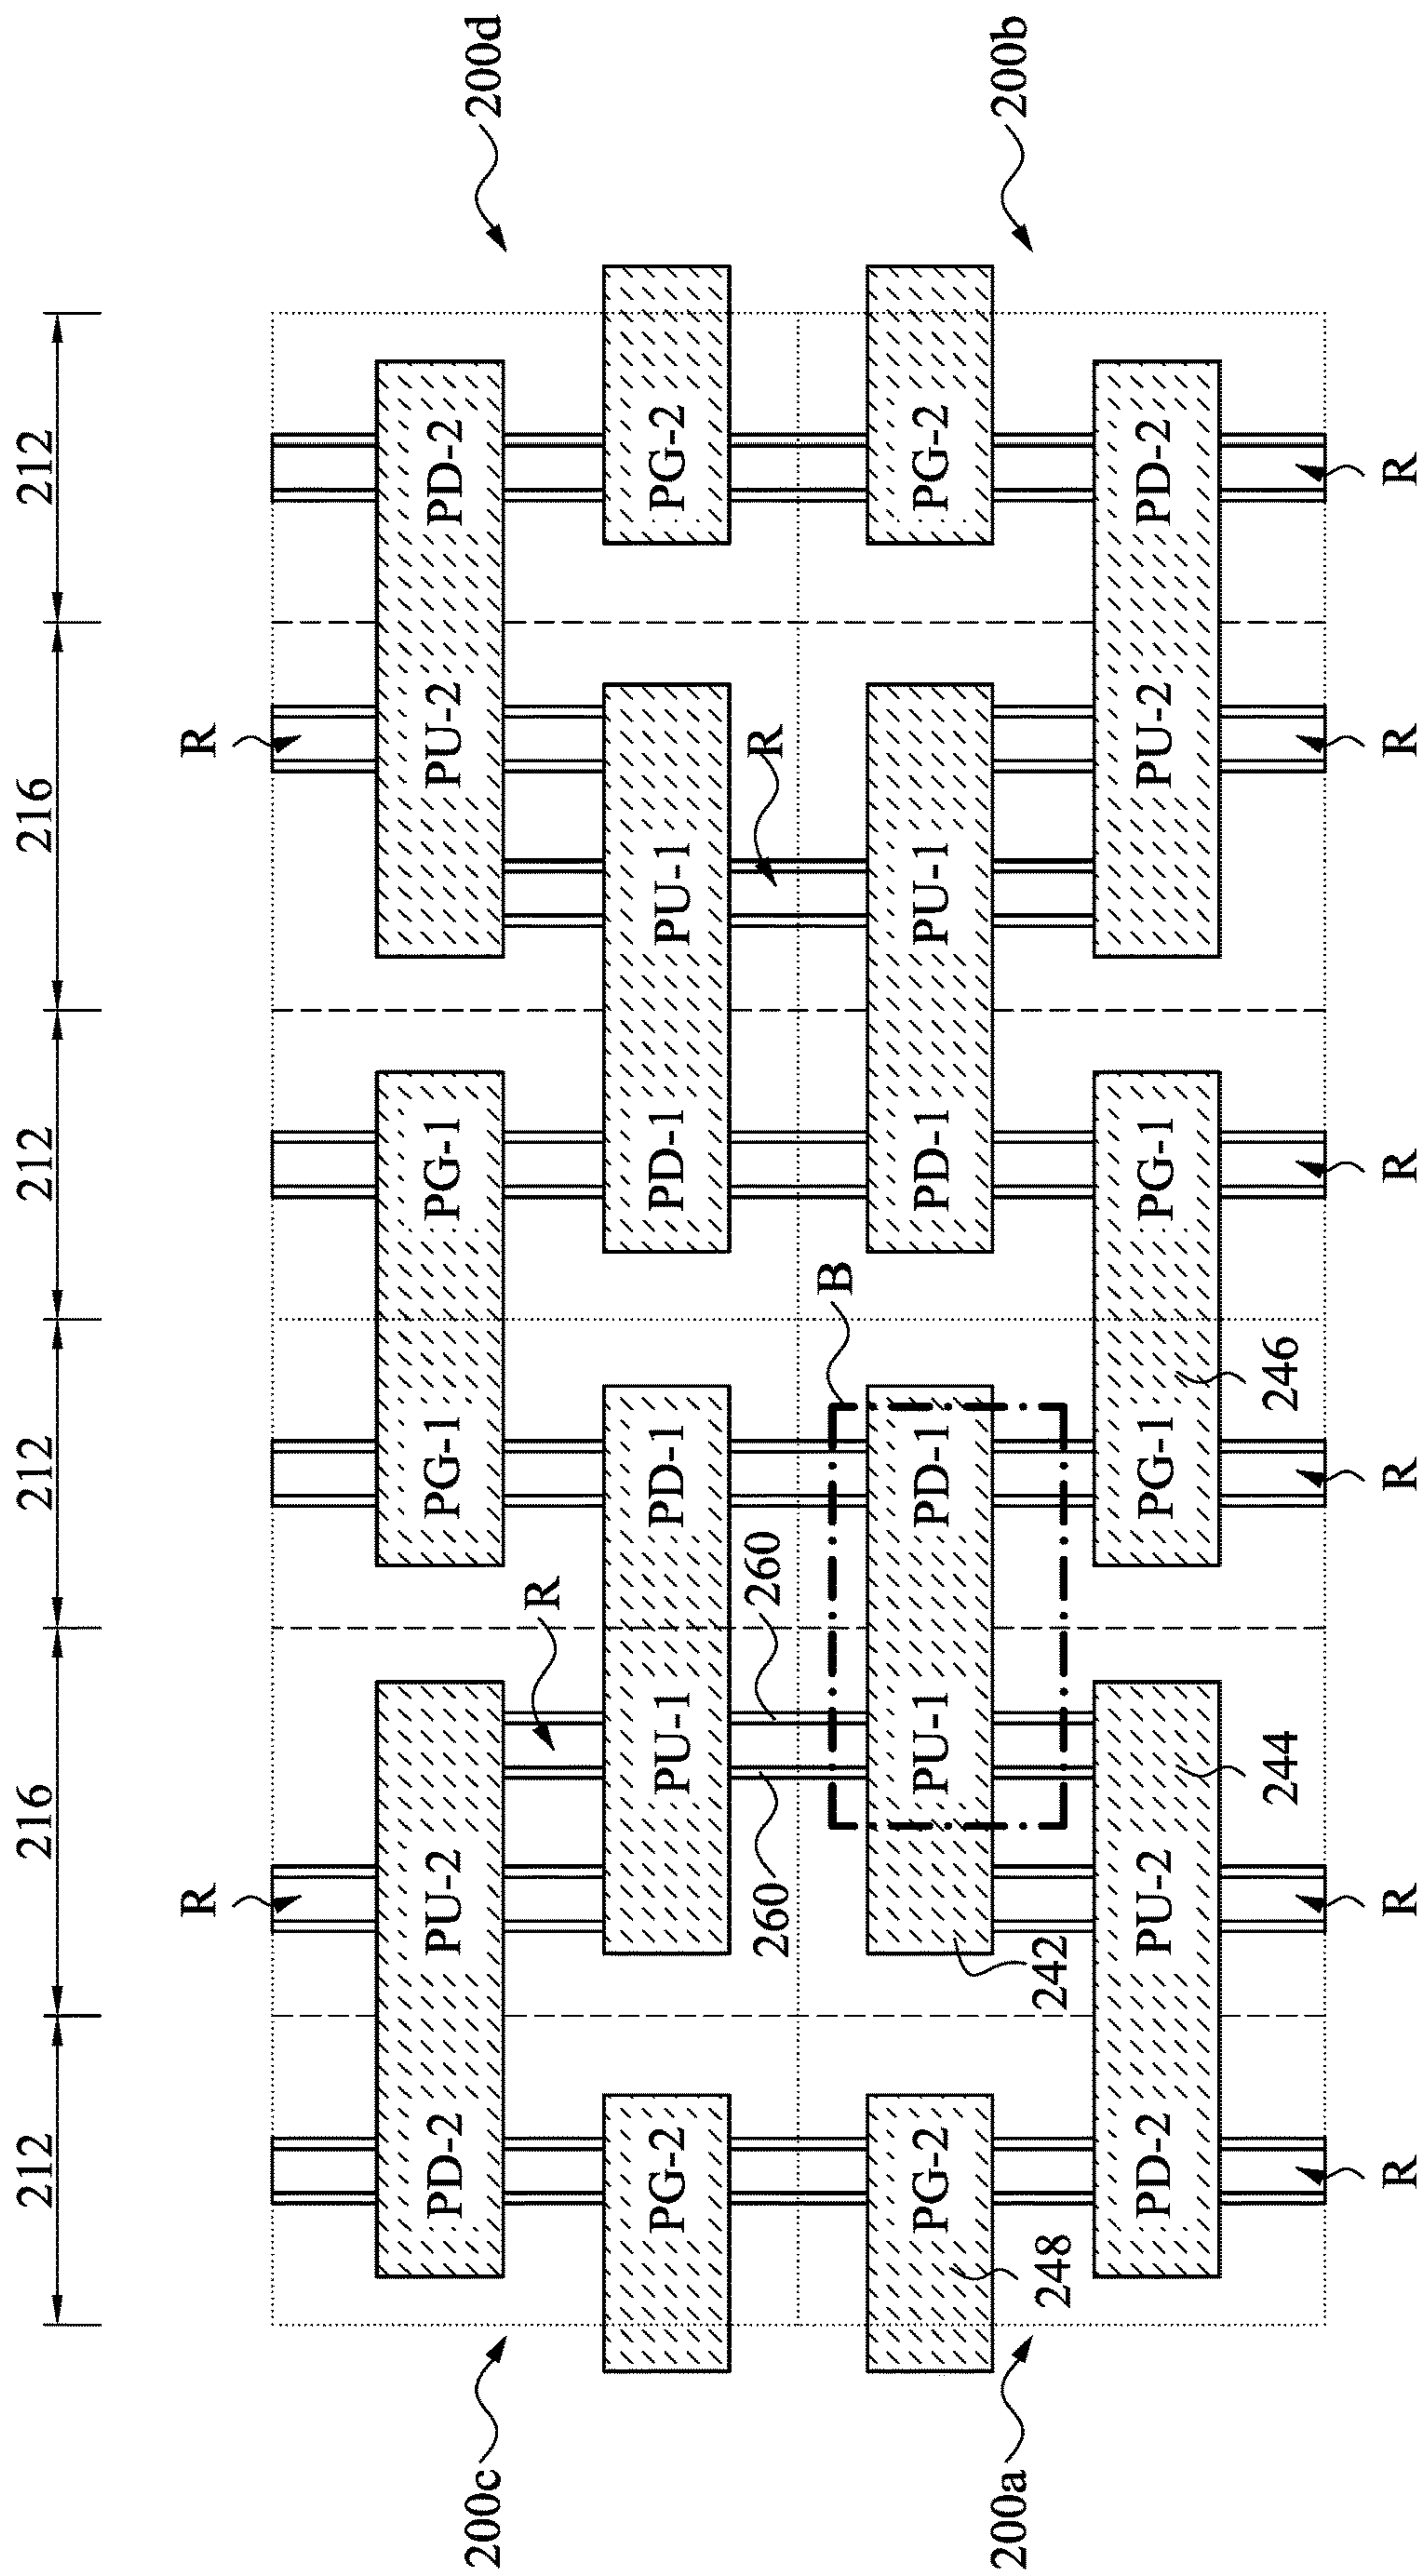 212 216 212 212 216 212
R R
200c PD-2 PU-2 PG-1 PG-1 PU-2 PD-2 200d
R
PG-2 PU-1 PD-1 PD-1 PU-1 PG-2
260 260 R
B
PG-2 PU-1 PD-1 PD-1 PU-1 PG-2
200a 248 242 200b
PD-2 PU-2 PG-1 PG-1 PU-2 PD-2
244 246
R R R R R R